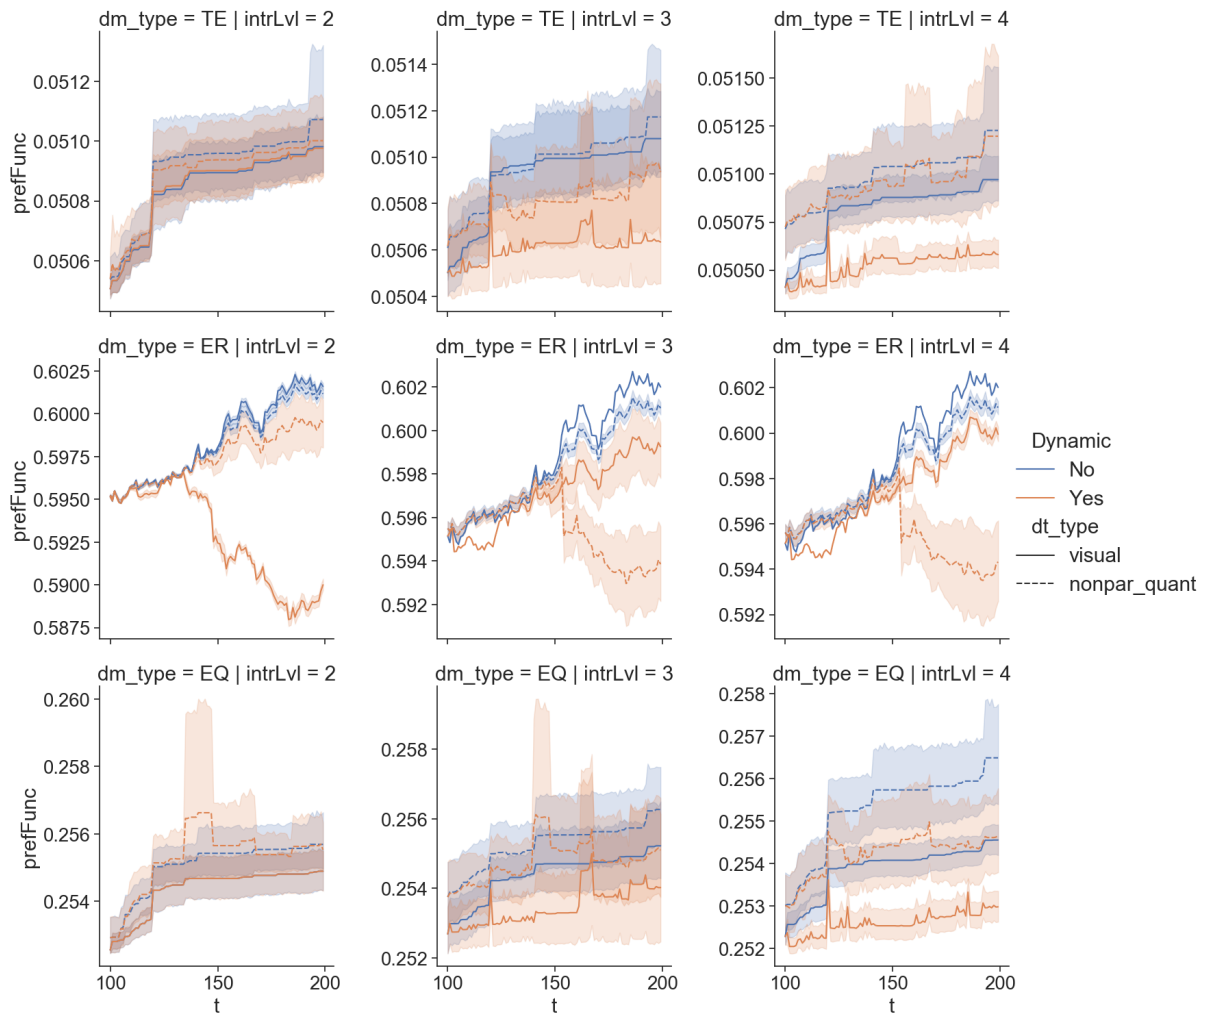 dm_type = TE | intrLvl = 2
dm_type = TE | intrLvl = 3
dm_type = TE | intrLvl = 4
prefFunc
0.0512
0.0510
0.0508
0.0506
0.0514
0.0512
0.0510
0.0508
0.0506
0.0504
0.05150
0.05125
0.05100
0.05075
0.05050
dm_type = ER | intrLvl = 2
dm_type = ER | intrLvl = 3
dm_type = ER | intrLvl = 4
prefFunc
0.6025
0.6000
0.5975
0.5950
0.5925
0.5900
0.5875
0.602
0.600
0.598
0.596
0.594
0.592
0.602
0.600
0.598
0.596
0.594
0.592
Dynamic
No
Yes
dt_type
visual
nonpar_quant
dm_type = EQ | intrLvl = 2
dm_type = EQ | intrLvl = 3
dm_type = EQ | intrLvl = 4
prefFunc
0.260
0.258
0.256
0.254
0.258
0.256
0.254
0.252
0.258
0.257
0.256
0.255
0.254
0.253
0.252
100 150 200
100 150 200
100 150 200
t
t
t